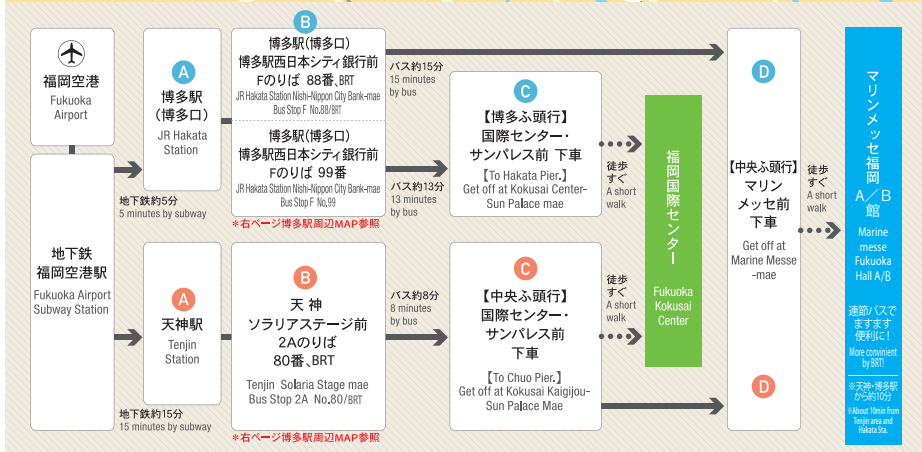 福岡空港
Fukuoka
Airport
地下鉄
福岡空港駅
Fukuoka Airport
Subway Station
地下鉄約5分
5 minutes by subway
地下鉄約15分
15 minutes by subway
A
博多駅
(博多口)
JR Hakata
Station
A
天神駅
Tenjin
Station
B
博多駅(博多口)
博多駅西日本シティ銀行前
Fのりば 88番、BRT
JR Hakata Station Nishi-Nippon City Bank-mae
Bus Stop F No.88/BRT
博多駅(博多口)
博多駅西日本シティ銀行前
Fのりば 99番
JR Hakata Station Nishi-Nippon City Bank-mae
Bus Stop F No.99
*右ページ博多駅周辺MAP参照
B
天 神
ソラリアステージ前
2Aのりば
80番、BRT
Tenjin Solaria Stage mae
Bus Stop 2A No.80/BRT
*右ページ博多駅周辺MAP参照
バス約15分
15 minutes
by bus
バス約13分
13 minutes
by bus
バス約8分
8 minutes
by bus
C
【博多ふ頭行】
国際センター・
サンパレス前 下車
[To Hakata Pier.]
Get off at Kokusai Center-
Sun Palace mae
C
【中央ふ頭行】
国際センター・
サンパレス前
下車
[To Chuo Pier.]
Get off at Kokusai Kaigijou-
Sun Palace Mae
徒歩
すぐ
A short
walk
徒歩
すぐ
A short
walk
福岡国際センター
Fukuoka
Kokusai
Center
D
【中央ふ頭行】
マリン
メッセ前
下車
Get off at
Marine Messe
-mae
D
徒歩
すぐ
A short
walk
マリンメッセ福岡
A/B
館
Marine
messe
Fukuoka
Hall A/B
連節バスで
ますます
便利に!
More convinient
by BRT!
※天神・博多駅
から約10分
※About 10min from
Tenjin area and
Hakata Sta.